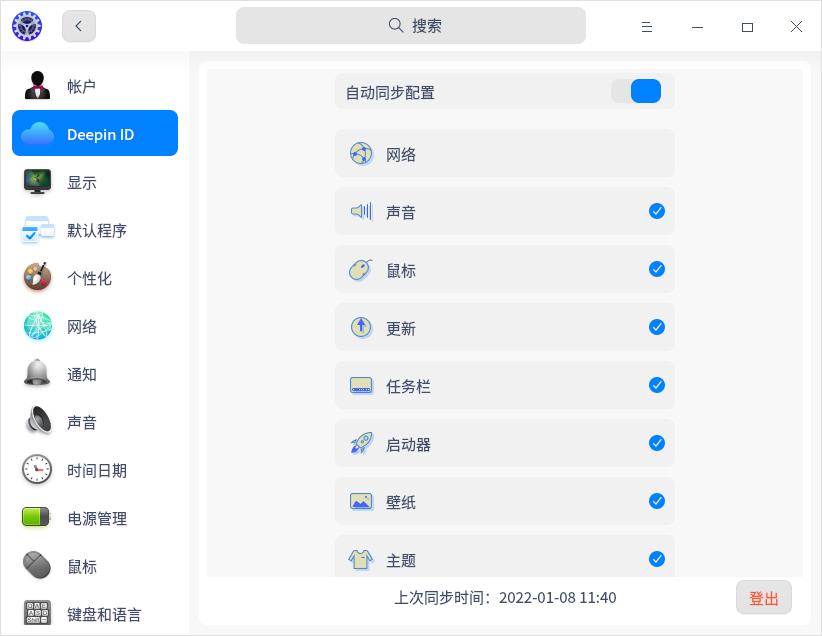 搜索
帐户
Deepin ID
显示
默认程序
个性化
网络
通知
声音
时间日期
电源管理
鼠标
键盘和语言
自动同步配置
网络
声音
鼠标
更新
任务栏
启动器
壁纸
主题
上次同步时间：2022-01-08 11:40
登出